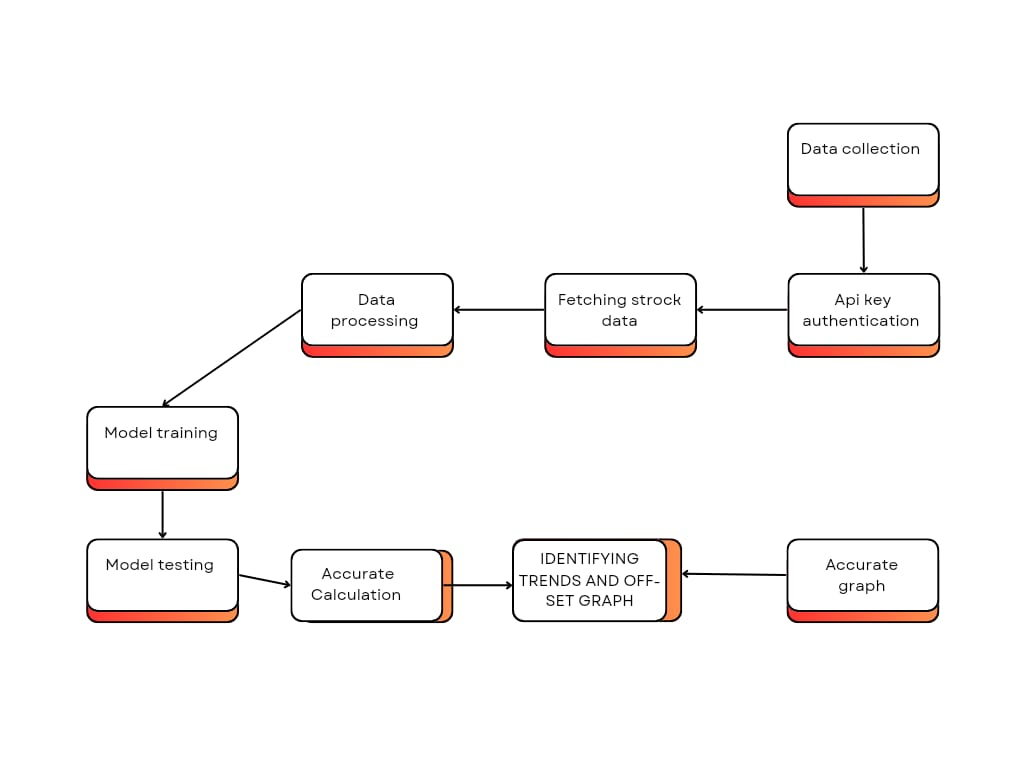 Data collection
Data
processing
Fetching strock
data
Api key
authentication
Model training
Model testing
Accurate
Calculation
IDENTIFYING
TRENDS AND OFF-
SET GRAPH
Accurate
graph